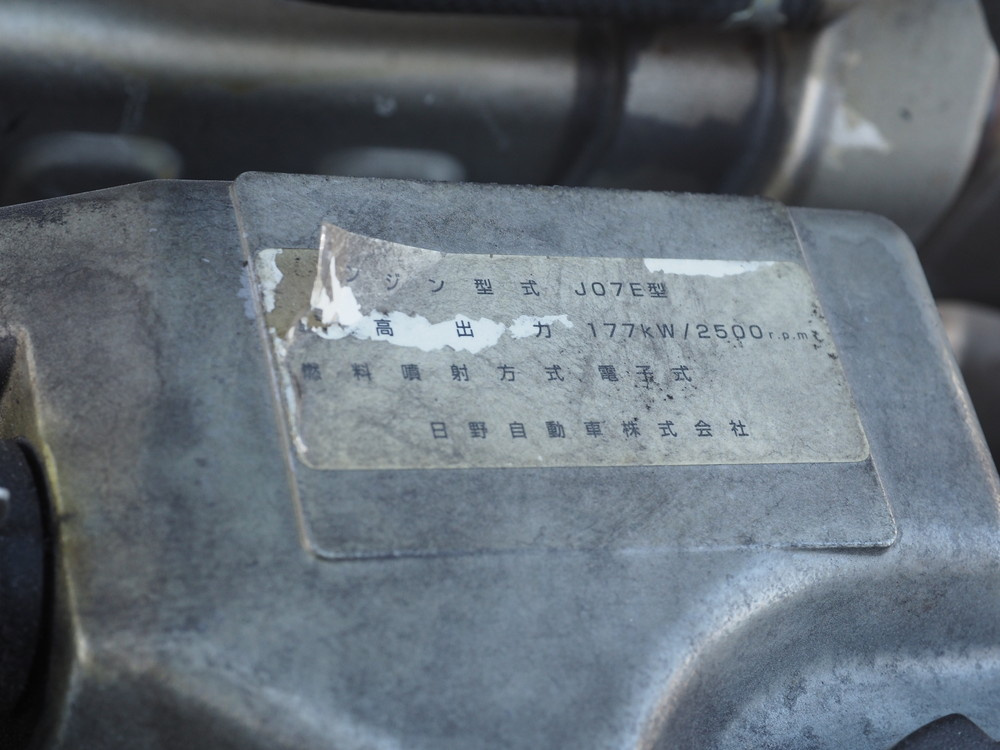 ンジン型式 J07E型
高出力 177kW/2500r.p.m
燃料噴射方式 電子式
日野自動車株式会社